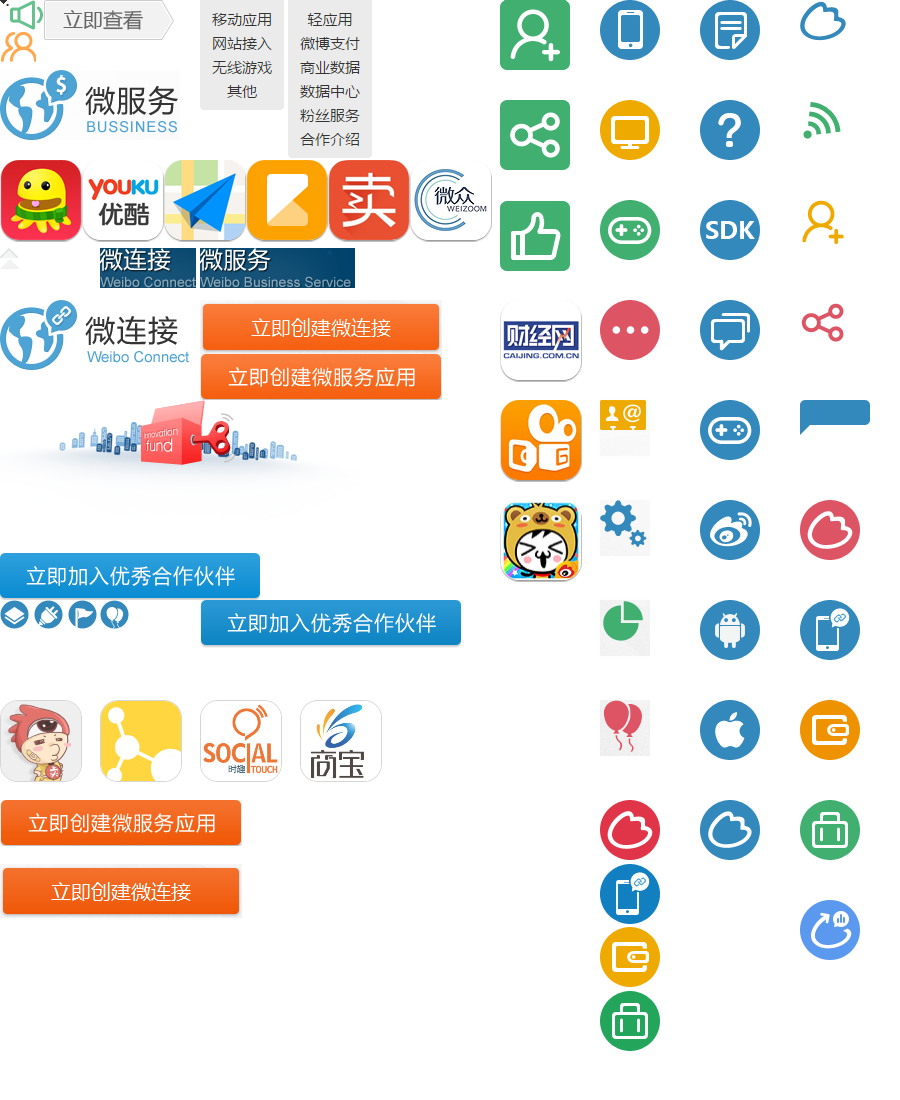 立即查看
移动应用
网站接入
无线游戏
其他
轻应用
微博支付
商业数据
数据中心
粉丝服务
合作介绍
$
微服务
BUSSINESS
YOUKU
优酷
卖
微众
WEIZOOM
微连接
Weibo Connect
微服务
Weibo Business Service
微连接
Weibo Connect
立即创建微连接
立即创建微服务应用
innovation
fund
立即加入优秀合作伙伴
立即加入优秀合作伙伴
SOCIAL
时趣 TOUCH
商宝
立即创建微服务应用
立即创建微连接
财经网
CAIJING.COM.CN
G
?
SDK
@